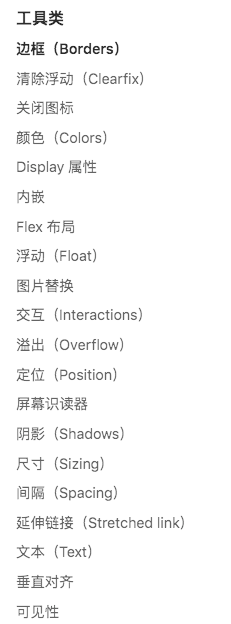 工具类
边框（Borders）
清除浮动（Clearfix）
关闭图标
颜色（Colors）
Display 属性
内嵌
Flex 布局
浮动（Float）
图片替换
交互（Interactions）
溢出（Overflow）
定位（Position）
屏幕识读器
阴影（Shadows）
尺寸（Sizing）
间隔（Spacing）
延伸链接（Stretched link）
文本（Text）
垂直对齐
可见性